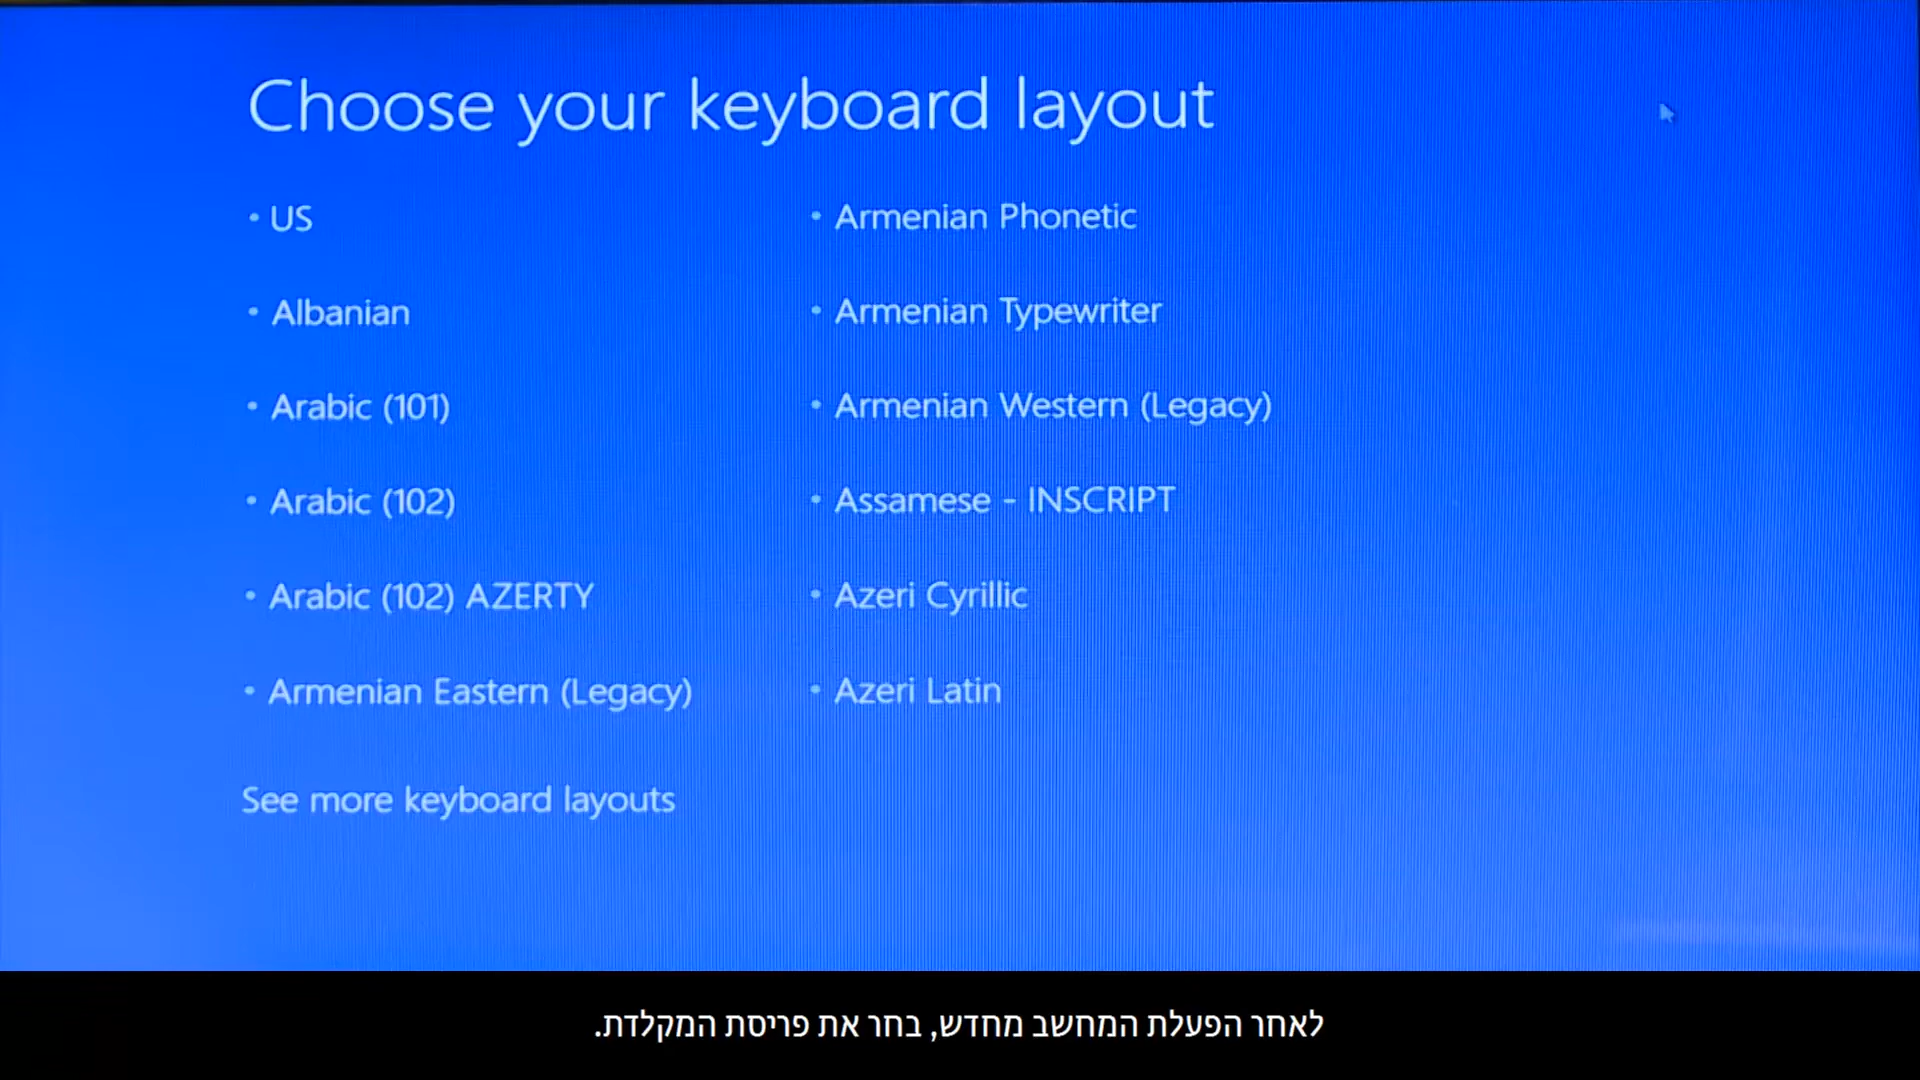 Choose your keyboard layout
• US
• Albanian
• Arabic (101)
• Arabic (102)
• Arabic (102) AZERTY
• Armenian Eastern (Legacy)
• Armenian Phonetic
• Armenian Typewriter
• Armenian Western (Legacy)
• Assamese - INSCRIPT
• Azeri Cyrillic
• Azeri Latin
See more keyboard layouts
לאחר הפעלת המחשב מחדש, בחר את פריסת המקלדת.